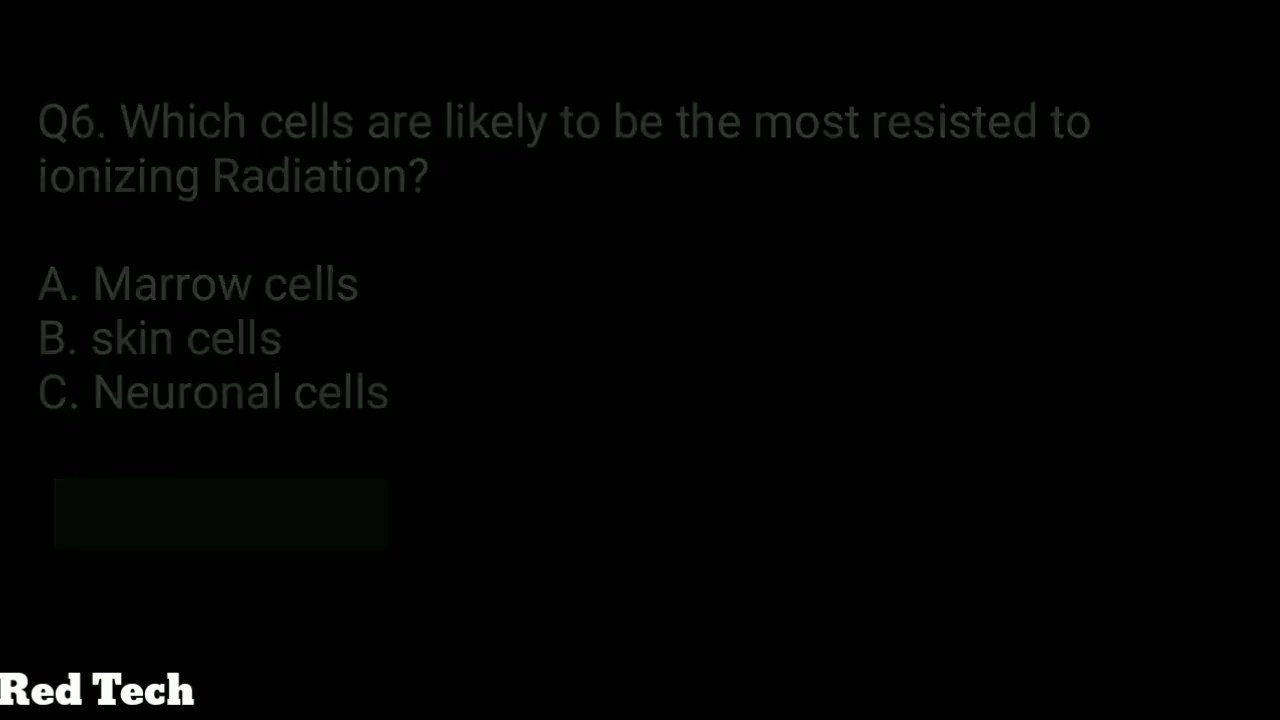 Q6. Which cells are likely to be the most resisted to
ionizing Radiation?
A. Marrow cells
B. skin cells
C. Neuronal cells
Red Tech